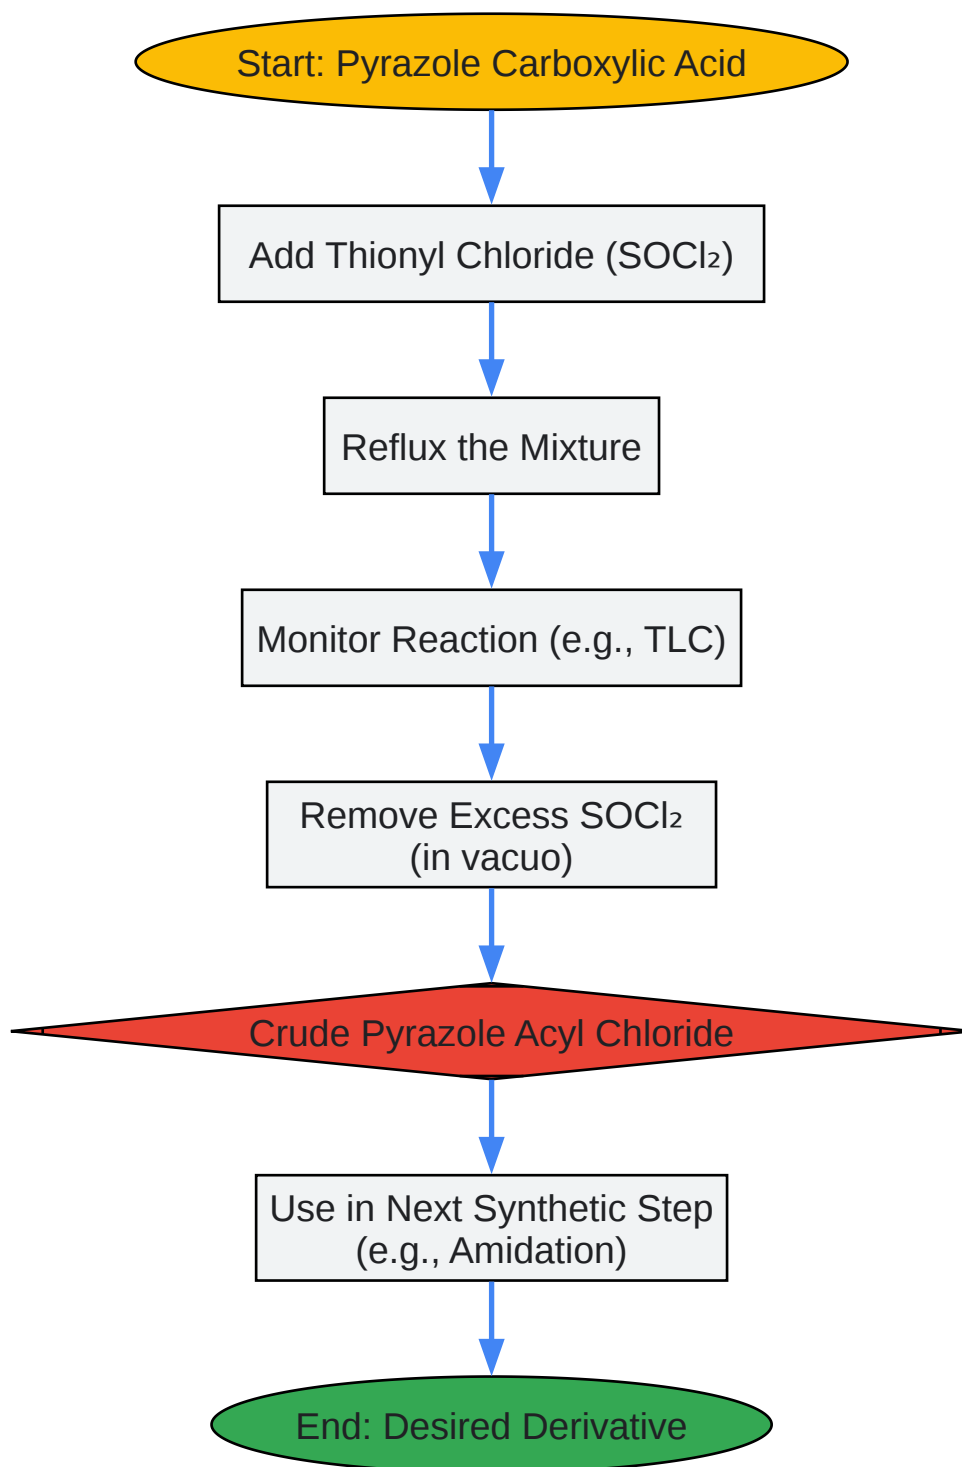 Start: Pyrazole Carboxylic Acid
Add Thionyl Chloride (SOCl₂)
Reflux the Mixture
Monitor Reaction (e.g., TLC)
Remove Excess SOCl₂
(in vacuo)
Crude Pyrazole Acyl Chloride
Use in Next Synthetic Step
(e.g., Amidation)
End: Desired Derivative